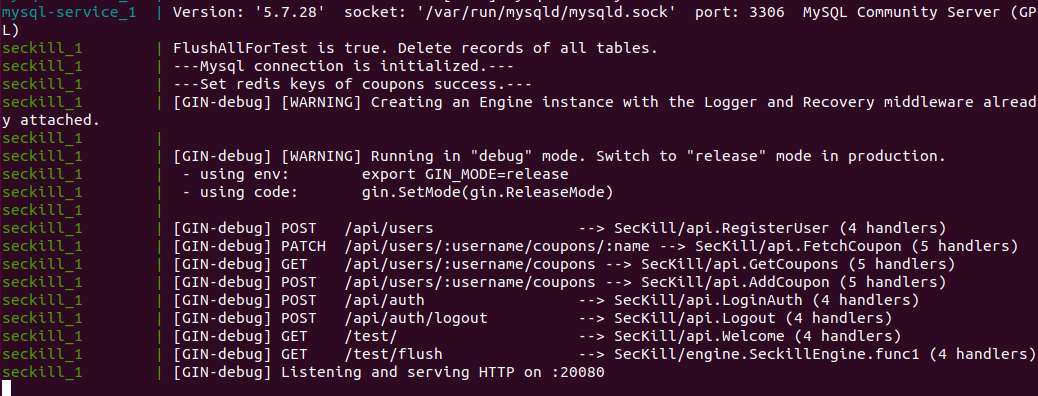 mysql-service_1  | Version: '5.7.28'  socket: '/var/run/mysqld/mysqld.sock'  port: 3306  MySQL Community Server (GP
L)
seckill_1        | FlushAllForTest is true. Delete records of all tables.
seckill_1        | ---Mysql connection is initialized.---
seckill_1        | ---Set redis keys of coupons success.---
seckill_1        | [GIN-debug] [WARNING] Creating an Engine instance with the Logger and Recovery middleware alread
y attached.
seckill_1        |
seckill_1        | [GIN-debug] [WARNING] Running in "debug" mode. Switch to "release" mode in production.
seckill_1        |  - using env:        export GIN_MODE=release
seckill_1        |  - using code:       gin.SetMode(gin.ReleaseMode)
seckill_1        |
seckill_1        | [GIN-debug] POST   /api/users                --> SecKill/api.RegisterUser (4 handlers)
seckill_1        | [GIN-debug] PATCH  /api/users/:username/coupons/:name --> SecKill/api.FetchCoupon (5 handlers)
seckill_1        | [GIN-debug] GET    /api/users/:username/coupons --> SecKill/api.GetCoupons (5 handlers)
seckill_1        | [GIN-debug] POST   /api/users/:username/coupons --> SecKill/api.AddCoupon (5 handlers)
seckill_1        | [GIN-debug] POST   /api/auth                 --> SecKill/api.LoginAuth (4 handlers)
seckill_1        | [GIN-debug] POST   /api/auth/logout          --> SecKill/api.Logout (4 handlers)
seckill_1        | [GIN-debug] GET    /test/                    --> SecKill/api.Welcome (4 handlers)
seckill_1        | [GIN-debug] GET    /test/flush               --> SecKill/engine.SeckillEngine.func1 (4 handlers)
seckill_1        | [GIN-debug] Listening and serving HTTP on :20080